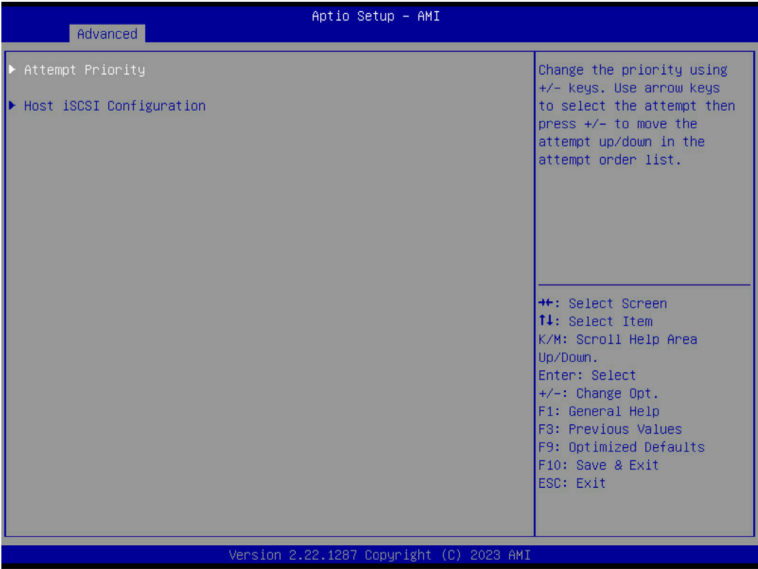 Aptio Setup – AMI
Advanced
▶ Attempt Priority
▶ Host iSCSI Configuration
Change the priority using
+/- keys. Use arrow keys
to select the attempt then
press +/- to move the
attempt up/down in the
attempt order list.
→←: Select Screen
↑↓: Select Item
K/M: Scroll Help Area
Up/Down.
Enter: Select
+/-: Change Opt.
F1: General Help
F3: Previous Values
F9: Optimized Defaults
F10: Save & Exit
ESC: Exit
Version 2.22.1287 Copyright (C) 2023 AMI